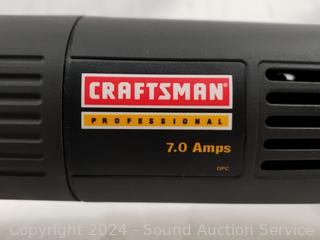 CRAFTSMAN®
PROFESSIONAL
7.0 Amps
DPC
Copyright 2024 - Sound Auction Service